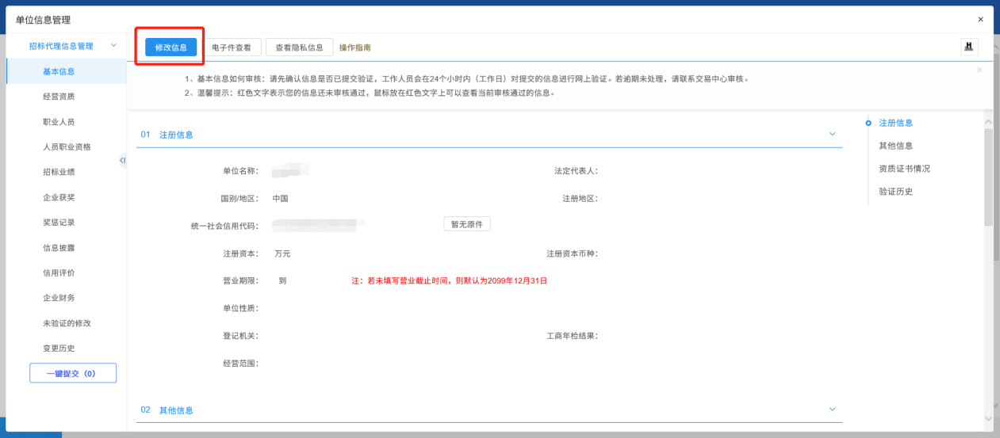 单位信息管理
×
招标代理信息管理
基本信息
经营资质
职业人员
人员职业资格
招标业绩
企业获奖
奖惩记录
信息披露
信用评价
企业财务
未验证的修改
变更历史
一键提交（0）
修改信息 电子件查看 查看隐私信息 操作指南
1、基本信息如何审核：请先确认信息是否已提交验证，工作人员会在24个小时内（工作日）对提交的信息进行网上验证。若逾期未处理，请联系交易中心审核。
2、温馨提示：红色文字表示您的信息还未审核通过，鼠标放在红色文字上可以查看当前审核通过的信息。
01 注册信息
单位名称： 法定代表人：
国别/地区： 中国 注册地区：
统一社会信用代码： 暂无原件
注册资本： 万元 注册资本币种：
营业期限： 到 注：若未填写营业截止时间，则默认为2099年12月31日
单位性质：
登记机关： 工商年检结果：
经营范围：
02 其他信息
注册信息
其他信息
资质证书情况
验证历史